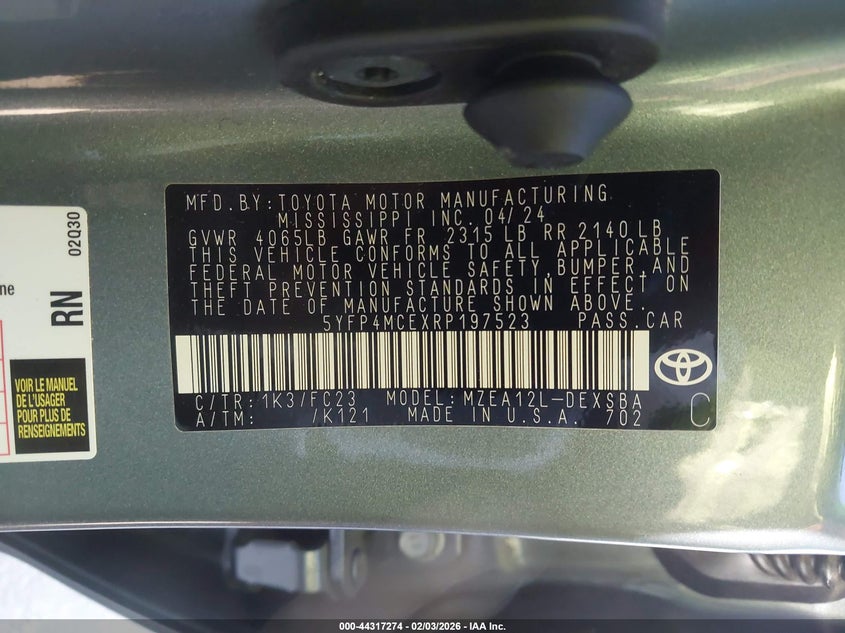 MFD.BY:TOYOTA MOTOR MANUFACTURING
MISSISSIPPI INC. 04/24
GVWR 4065LB GAWR FR 2315 LB RR 2140 LB
THIS VEHICLE CONFORMS TO ALL APPLICABLE
FEDERAL MOTOR VEHICLE SAFETY,BUMPER,AND
THEFT PREVENTION STANDARDS IN EFFECT ON
THE DATE OF MANUFACTURE SHOWN ABOVE.
5YFP4MCEXRP197523 PASS.CAR
C/TR:1K3/FC23 MODEL:MZEA12L-DEXSBA
A/TM: /K121 MADE IN U.S.A. 702
C
02Q30
RN
VOIR LE MANUEL
DE L'USAGER
POUR PLUS DE
RENSEIGNEMENTS
000-44317274 - 02/03/2026 - IAA Inc.